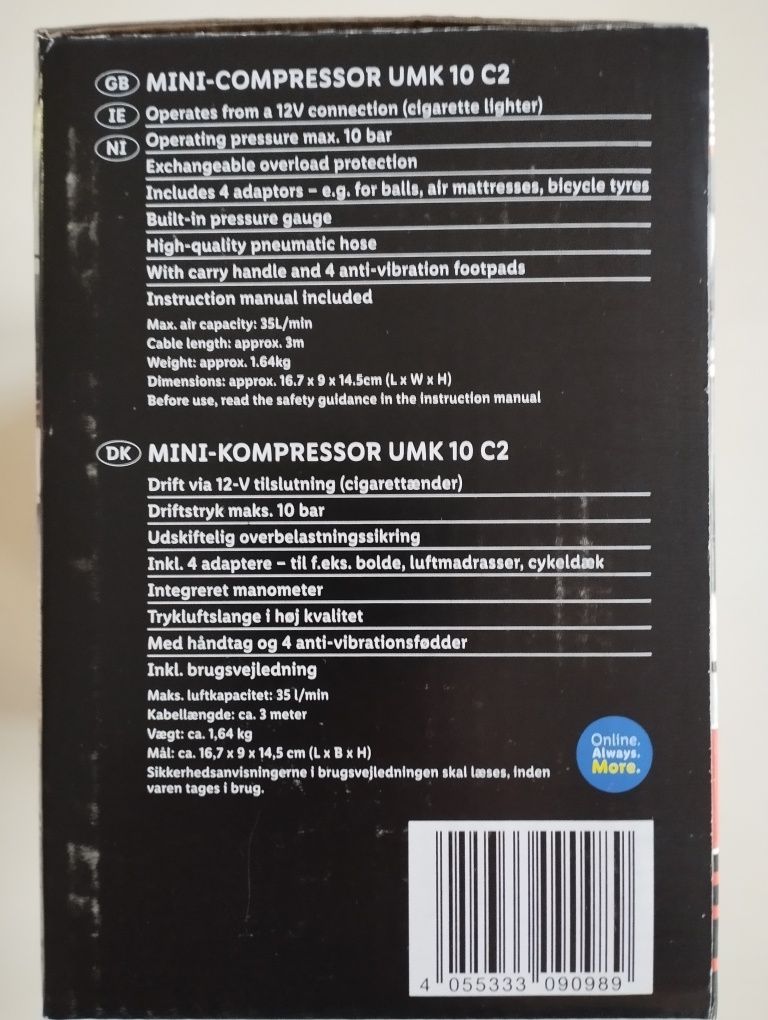 GB MINI-COMPRESSOR UMK 10 C2
IE Operates from a 12V connection (cigarette lighter)
NI Operating pressure max. 10 bar
Exchangeable overload protection
Includes 4 adaptors – e.g. for balls, air mattresses, bicycle tyres
Built-in pressure gauge
High-quality pneumatic hose
With carry handle and 4 anti-vibration footpads
Instruction manual included
Max. air capacity: 35L/min
Cable length: approx. 3m
Weight: approx. 1.64kg
Dimensions: approx. 16.7 x 9 x 14.5cm (L x W x H)
Before use, read the safety guidance in the instruction manual
DK MINI-KOMPRESSOR UMK 10 C2
Drift via 12-V tilslutning (cigarettænder)
Driftstryk maks. 10 bar
Udskiftelig overbelastningssikring
Inkl. 4 adaptere – til f.eks. bolde, luftmadrasser, cykeldæk
Integreret manometer
Trykluftslange i høj kvalitet
Med håndtag og 4 anti-vibrationsfødder
Inkl. brugsvejledning
Maks. luftkapacitet: 35 l/min
Kabellængde: ca. 3 meter
Vægt: ca. 1,64 kg
Mål: ca. 16,7 x 9 x 14,5 cm (L x B x H)
Sikkerhedsanvisningerne i brugsvejledningen skal læses, inden
varen tages i brug.
Online.
Always.
More.
4 055333 090989